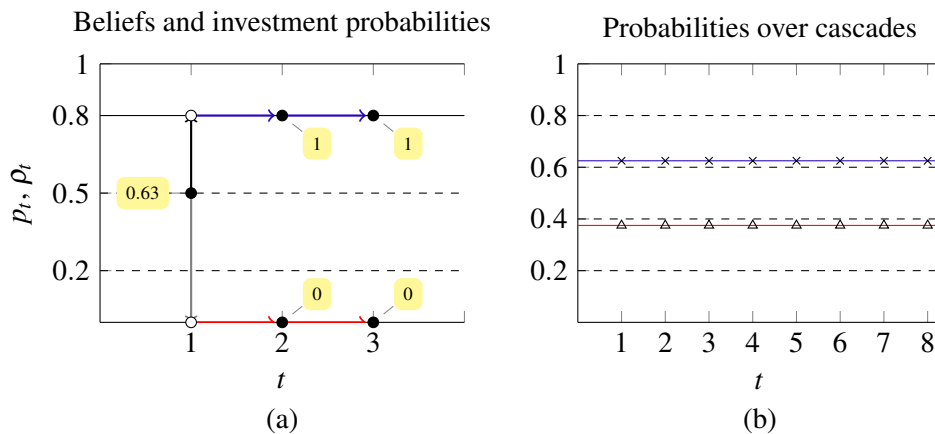 Beliefs and investment probabilities
1
0.8
0.5
0.2
p_t, ρ_t
0.63
1
1
0
0
1 2 3
t
(a)
Probabilities over cascades
1
0.8
0.6
0.4
0.2
1 2 3 4 5 6 7 8
t
(b)